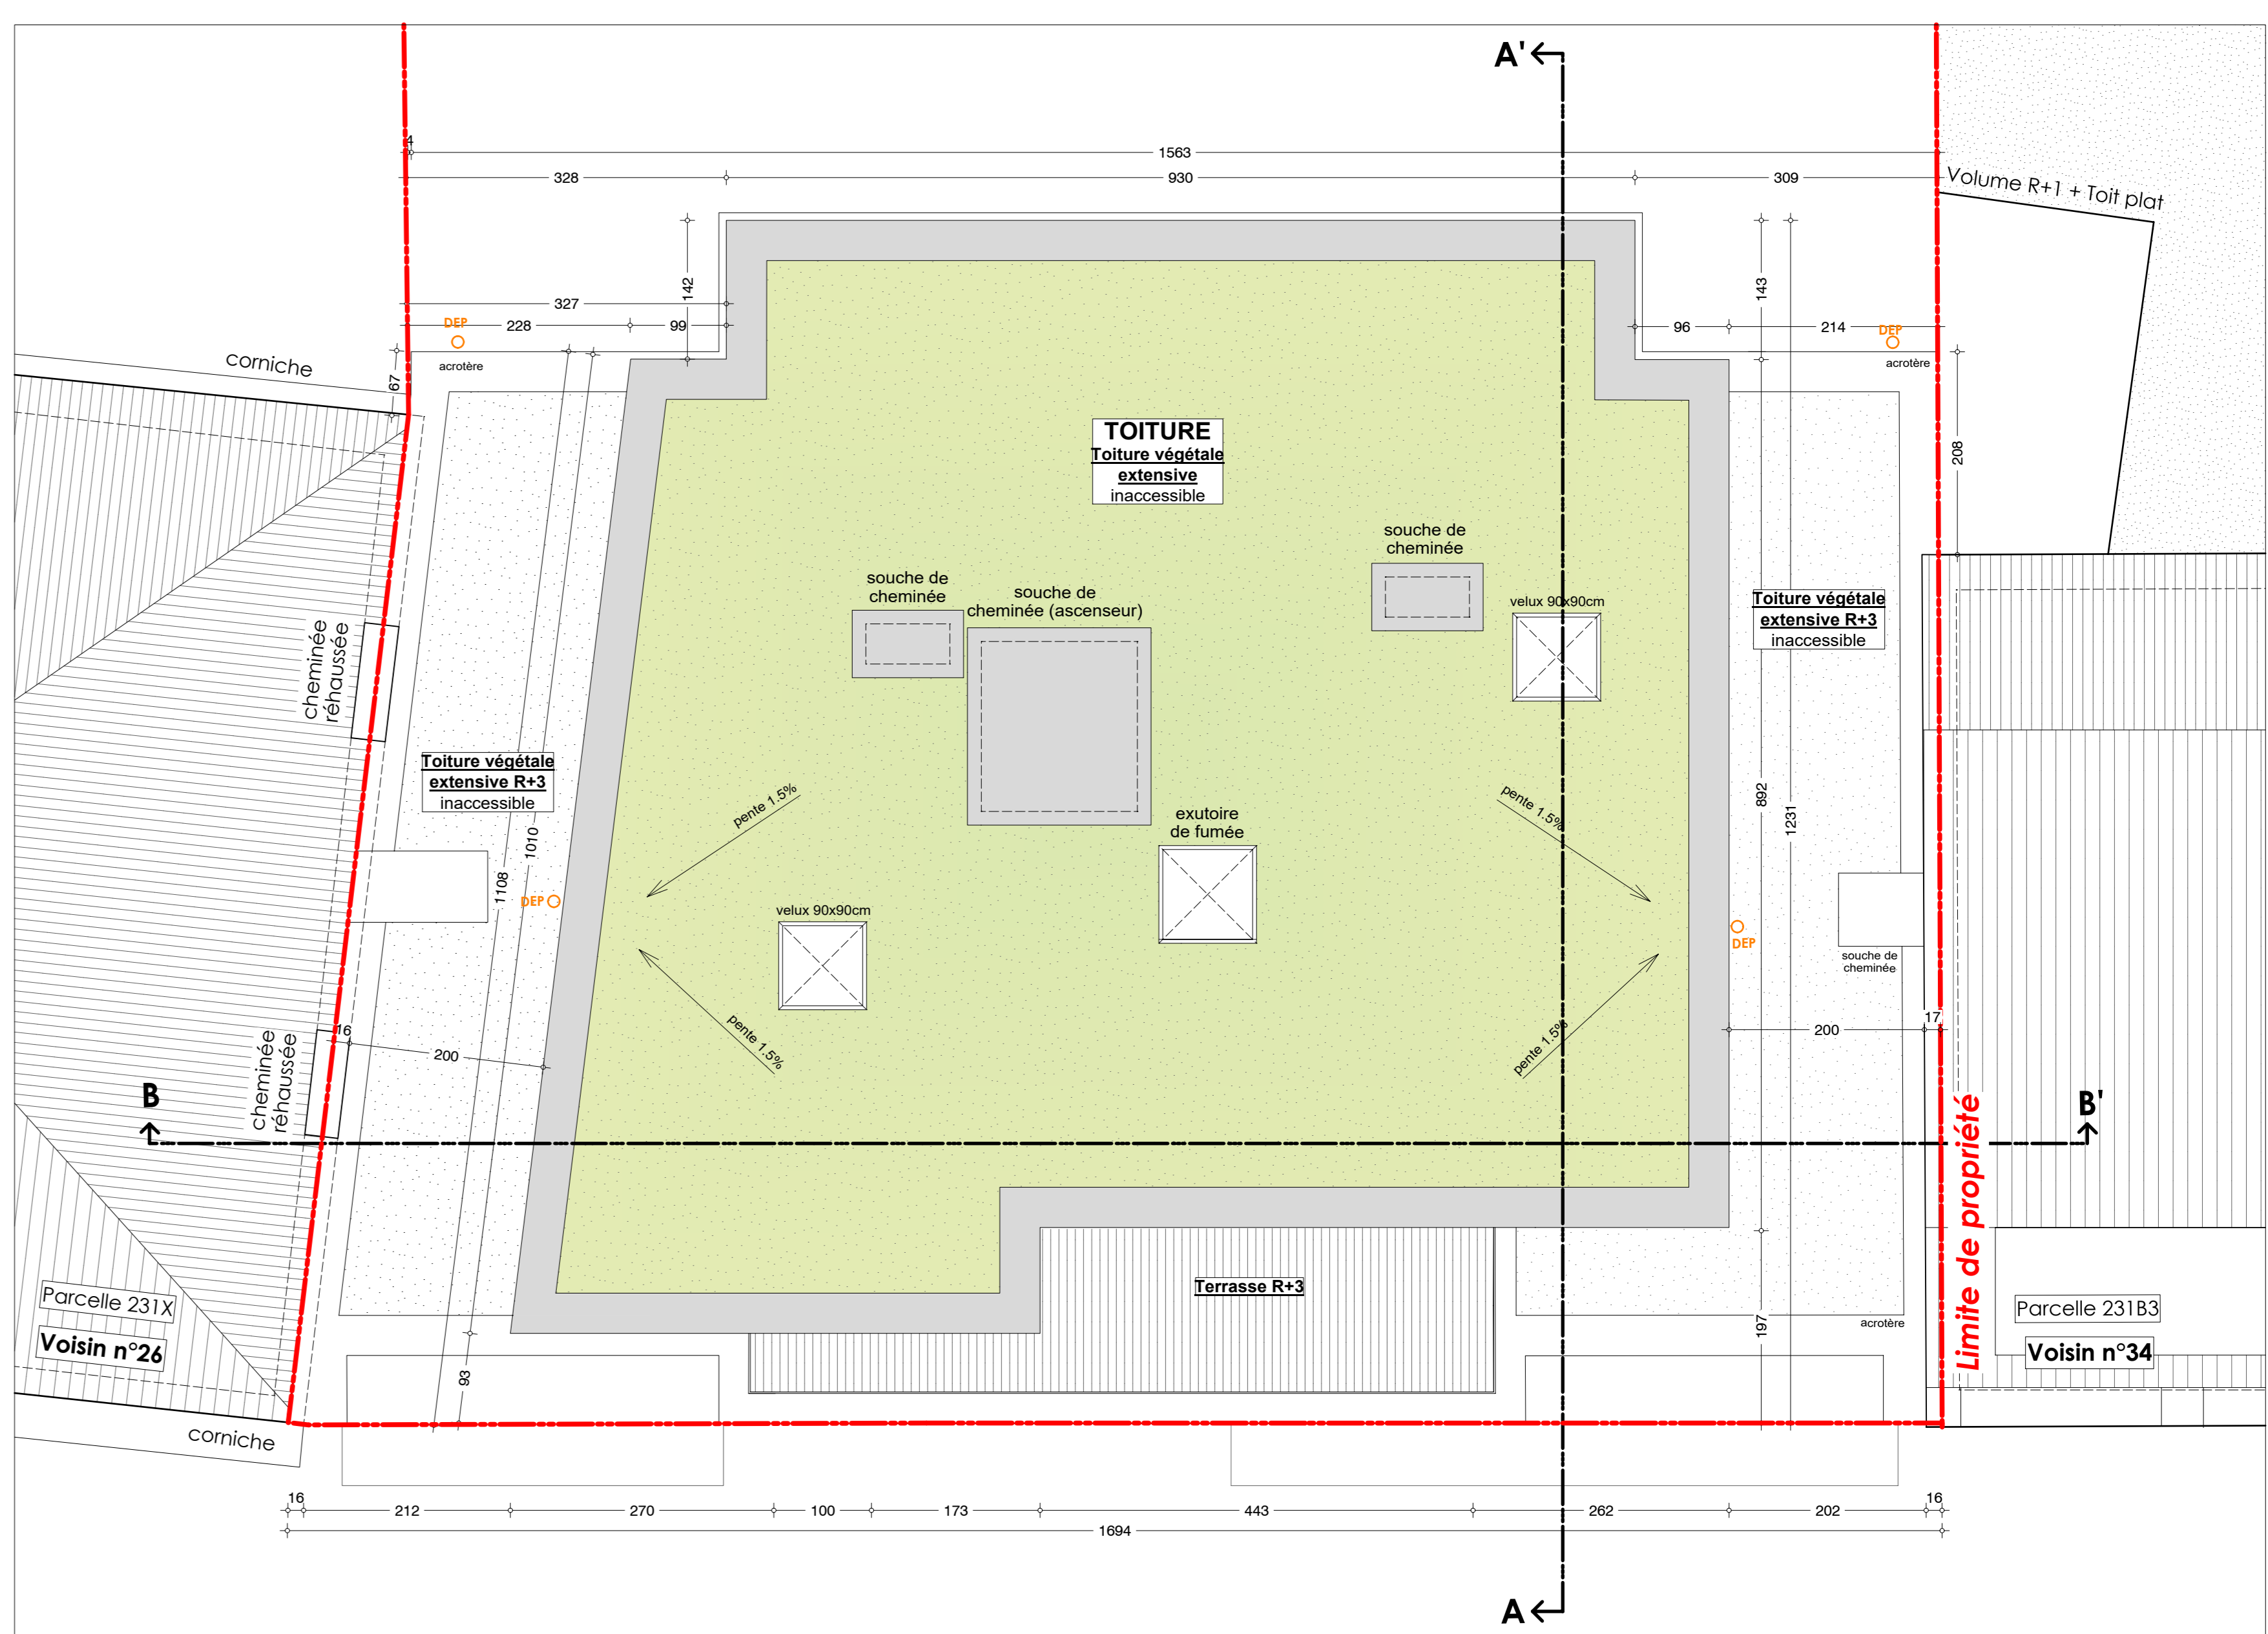 A'
4
1563
328
930
309
Volume R+1 + Toit plat
142
143
327
228
99
96
214
DEP
DEP
acrotère
acrotère
corniche
67
208
TOITURE
Toiture végétale
extensive
inaccessible
souche de
cheminée
souche de
cheminée
souche de
cheminée (ascenseur)
velux 90x90cm
Toiture végétale
extensive R+3
inaccessible
cheminée
réhaussée
Toiture végétale
extensive R+3
inaccessible
pente 1.5%
pente 1.5%
892
1231
exutoire
de fumée
1010
1108
DEP
velux 90x90cm
DEP
souche de
cheminée
16
200
pente 1.5%
pente 1.5%
200
17
cheminée
réhaussée
B
B'
Limite de propriété
Terrasse R+3
Parcelle 231X
Voisin n°26
Parcelle 231B3
Voisin n°34
acrotère
197
93
corniche
16
212
270
100
173
443
262
202
16
1694
A